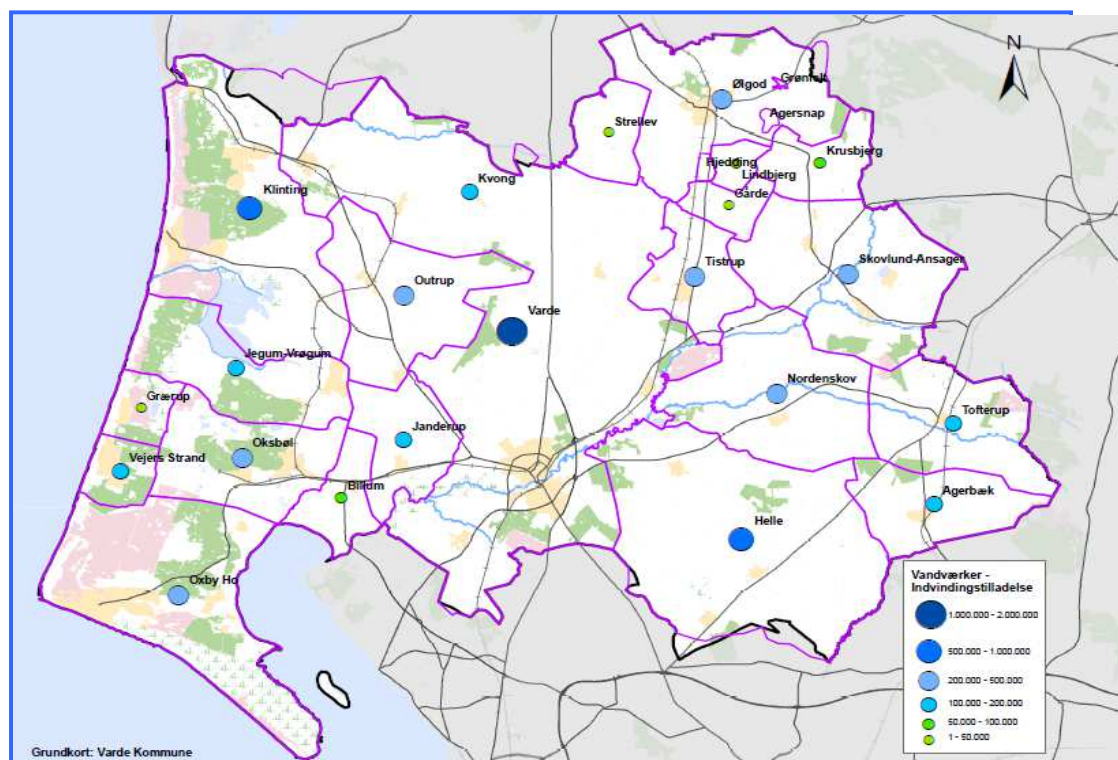 N
Ølgod
Grønfelt
Strellev
Agersnap
Krusbjerg
Hjedding
Lindbjerg
Gårde
Kvong
Klinting
Skovlund-Ansager
Tistrup
Outrup
Varde
Jegum-Vrøgum
Nordenskov
Grærup
Tofterup
Janderup
Oksbøl
Vejers Strand
Billum
Agerbæk
Helle
Oxby Ho
Vandværker -
Indvindingstilladelse
1.000.000 - 2.000.000
500.000 - 1.000.000
200.000 - 500.000
100.000 - 200.000
50.000 - 100.000
1 - 50.000
Grundkort: Varde Kommune